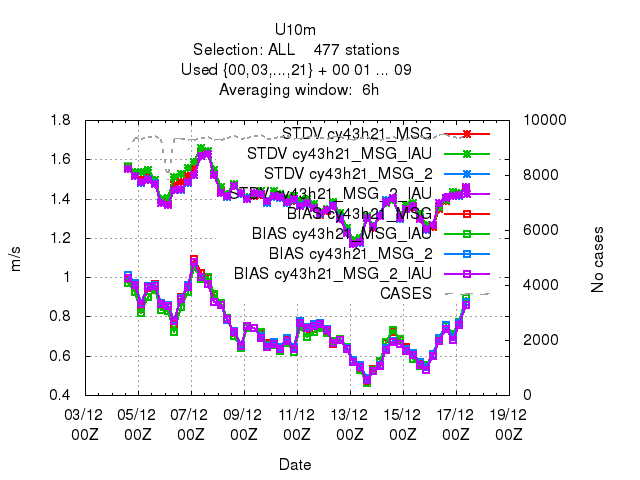 U10m
Selection: ALL    477 stations
Used {00,03,...,21} + 00 01 ... 09
Averaging window:  6h
1.8
1.6
1.4
1.2
1
0.8
0.6
0.4
m/s
10000
8000
6000
4000
2000
0
No cases
STDV cy43h21_MSG
STDV cy43h21_MSG_IAU
STDV cy43h21_MSG_2
STDV cy43h21_MSG_2_IAU
BIAS cy43h21_MSG
BIAS cy43h21_MSG_IAU
BIAS cy43h21_MSG_2
BIAS cy43h21_MSG_2_IAU
CASES
03/12 05/12 07/12 09/12 11/12 13/12 15/12 17/12 19/12
00Z 00Z 00Z 00Z 00Z 00Z 00Z 00Z 00Z
Date